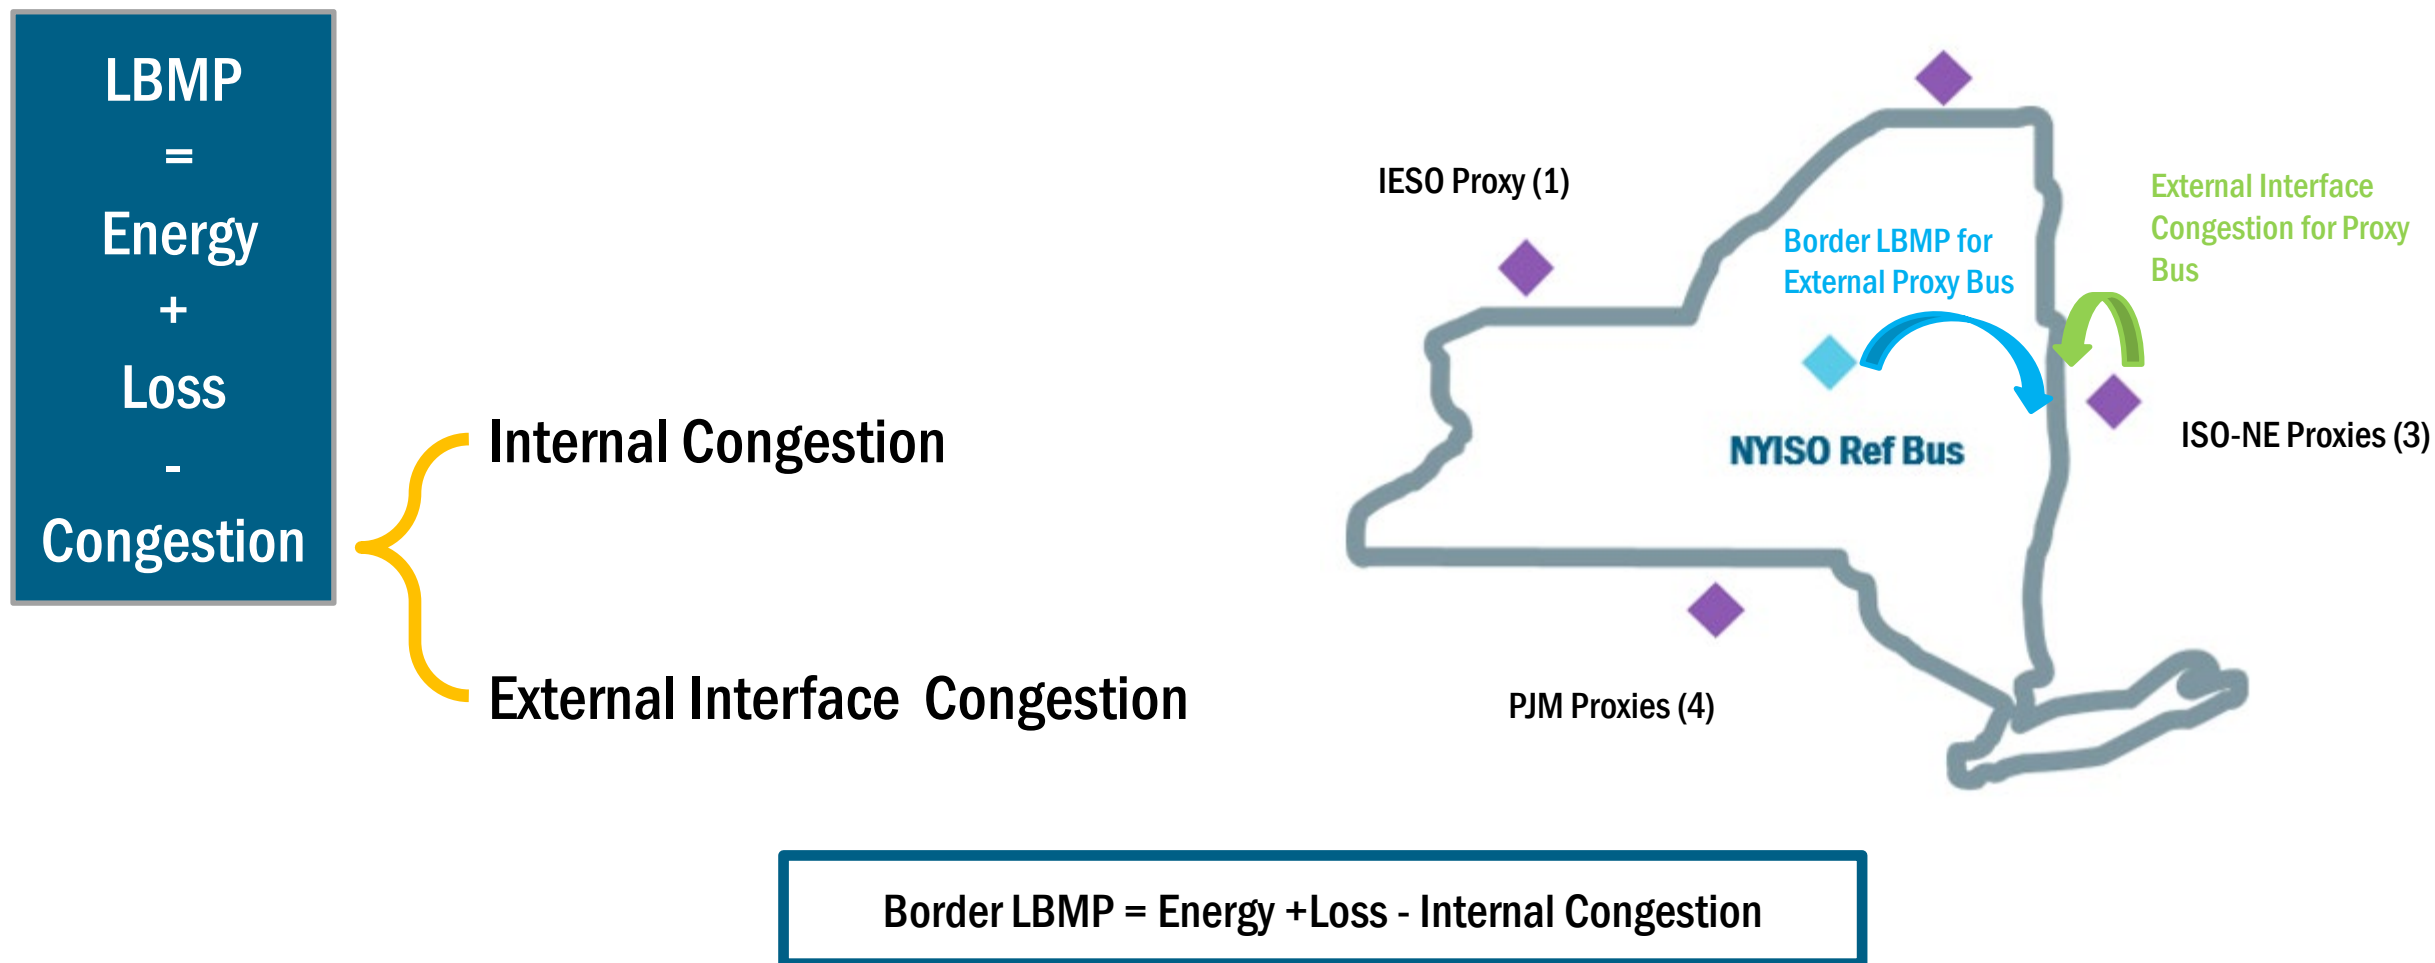 LBMP
=
Energy
+
Loss
-
Congestion
Internal Congestion
External Interface  Congestion
IESO Proxy (1)
Border LBMP for
External Proxy Bus
External Interface
Congestion for Proxy
Bus
NYISO Ref Bus
ISO-NE Proxies (3)
PJM Proxies (4)
Border LBMP = Energy +Loss - Internal Congestion